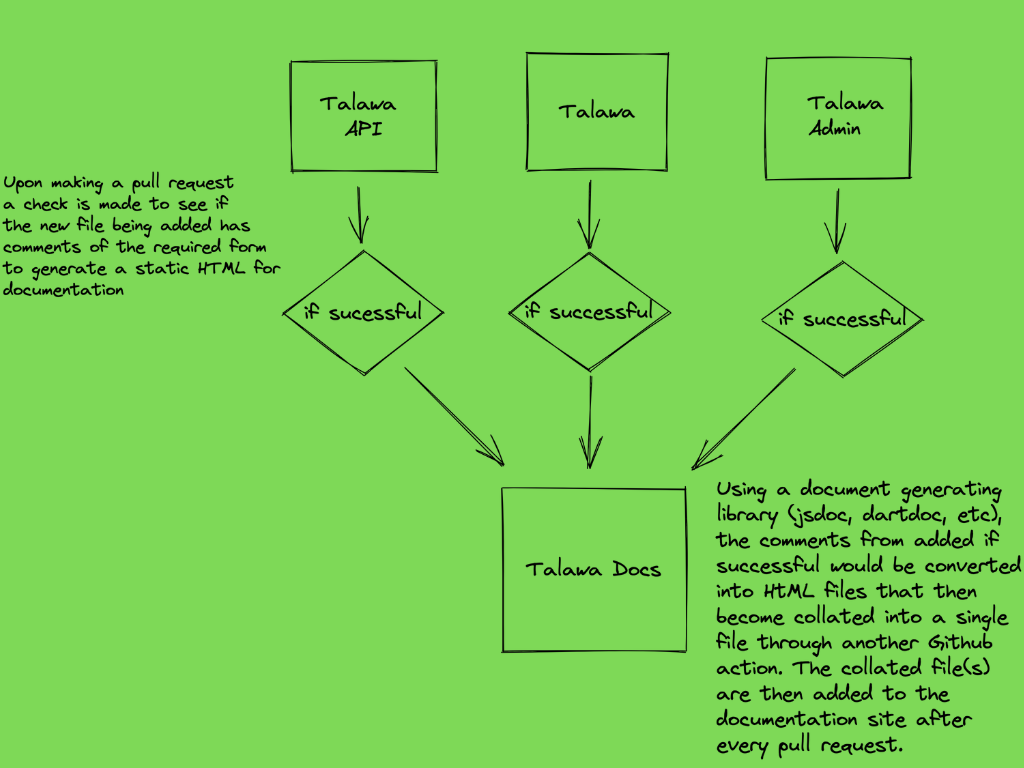 Talawa
API
Talawa
Talawa
Admin
Upon making a pull request
a check is made to see if
the new file being added has
comments of the required form
to generate a static HTML for
documentation
if sucessful
if successful
if successful
Talawa Docs
Using a document generating
library (jsdoc, dartdoc, etc),
the comments from added if
successful would be converted
into HTML files that then
become collated into a single
file through another Github
action. The collated file(s)
are then added to the
documentation site after
every pull request.